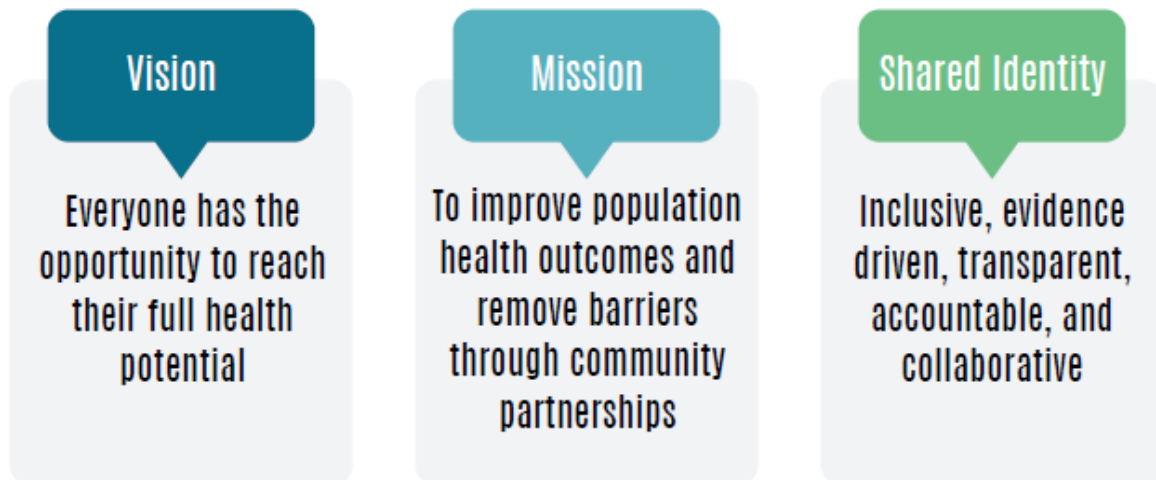 Vision
Everyone has the
opportunity to reach
their full health
potential
Mission
To improve population
health outcomes and
remove barriers
through community
partnerships
Shared Identity
Inclusive, evidence
driven, transparent,
accountable, and
collaborative